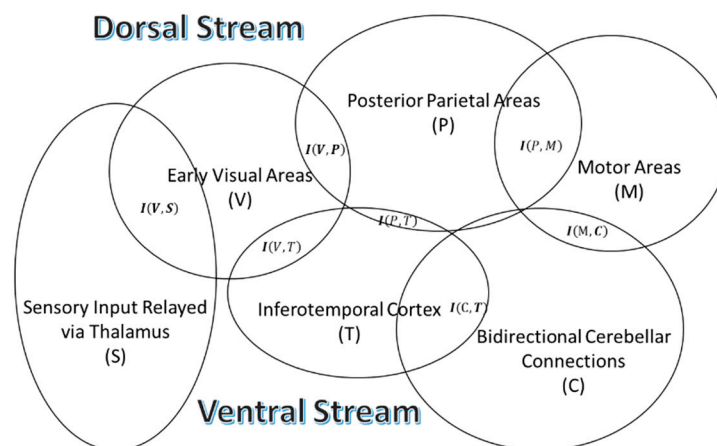 Dorsal Stream
Posterior Parietal Areas
(P)
I(V,P)
I(P,M)
Motor Areas
(M)
Early Visual Areas
(V)
I(V,S)
I(P,T)
I(M,C)
I(V,T)
Sensory Input Relayed
via Thalamus
(S)
Inferotemporal Cortex
(T)
I(C,T)
Bidirectional Cerebellar
Connections
(C)
Ventral Stream